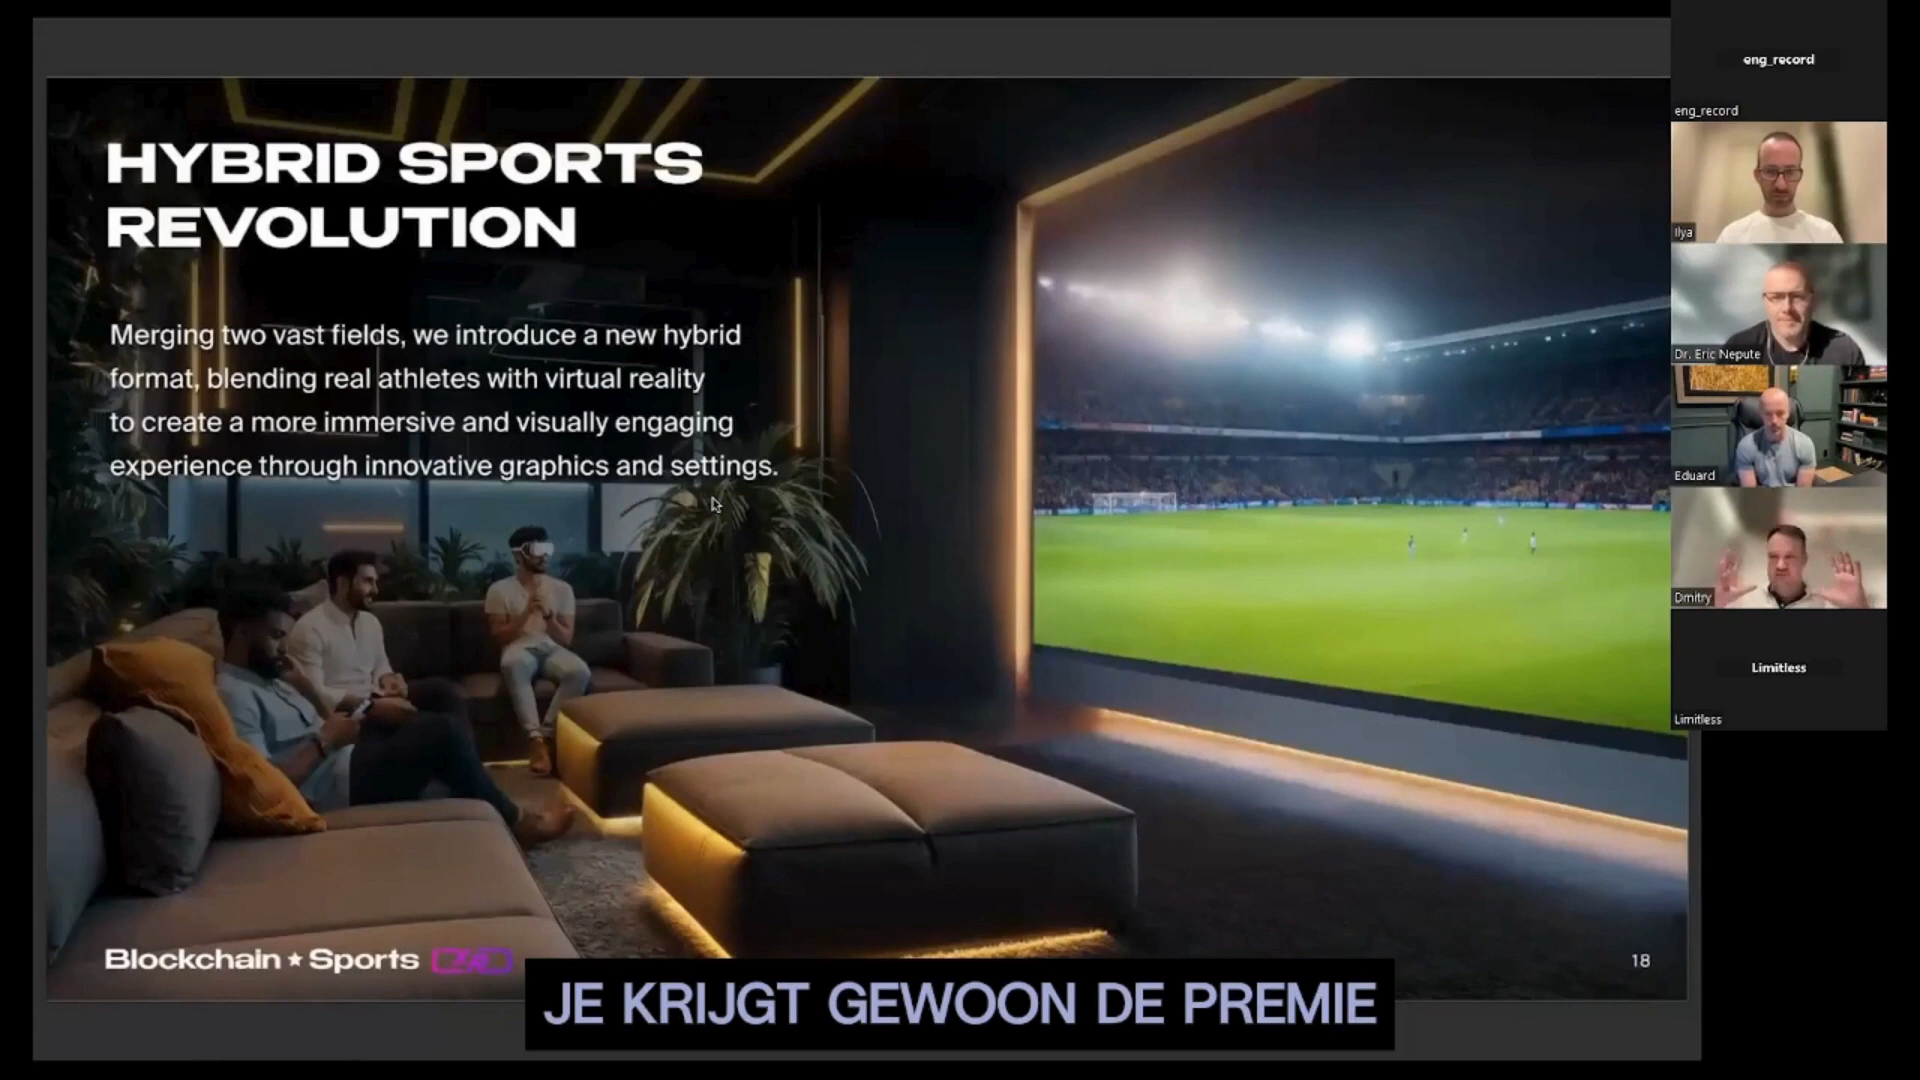 HYBRID SPORTS
REVOLUTION
Merging two vast fields, we introduce a new hybrid
format, blending real athletes with virtual reality
to create a more immersive and visually engaging
experience through innovative graphics and settings.
Blockchain ★ Sports
18
JE KRIJGT GEWOON DE PREMIE
eng_record
eng_record
Ilya
Dr. Eric Nepute
Eduard
Dmitry
Limitless
Limitless